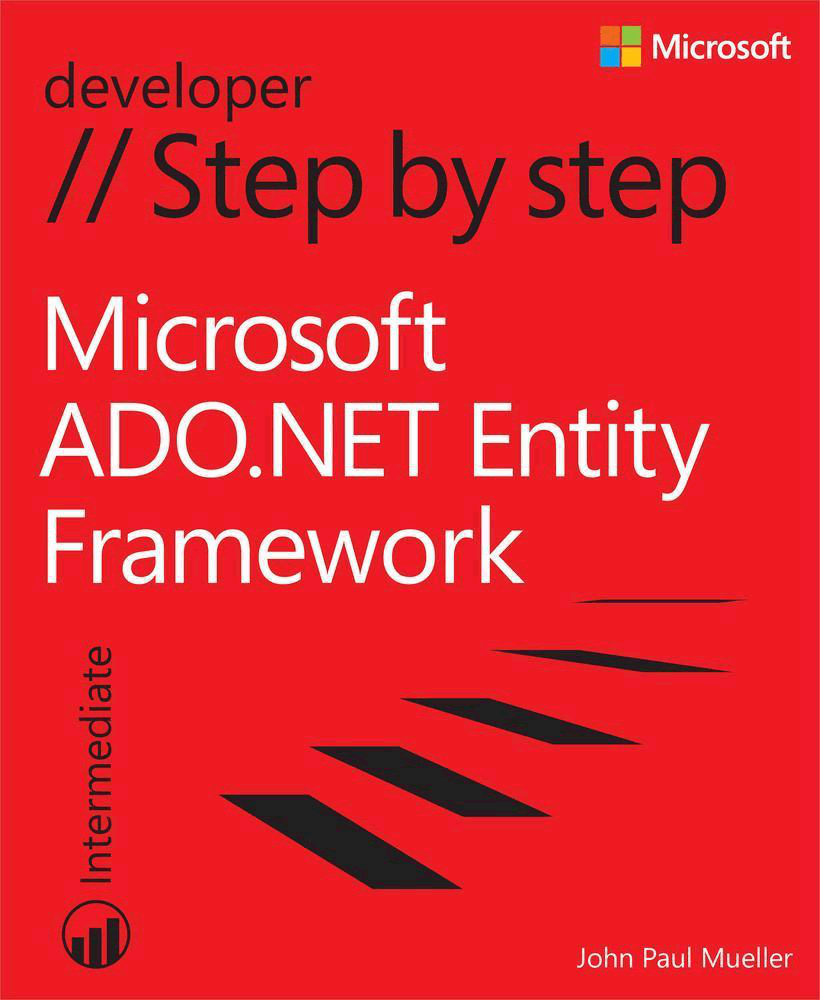 Microsoft
developer
// Step by step
Microsoft
ADO.NET Entity
Framework
Intermediate
John Paul Mueller